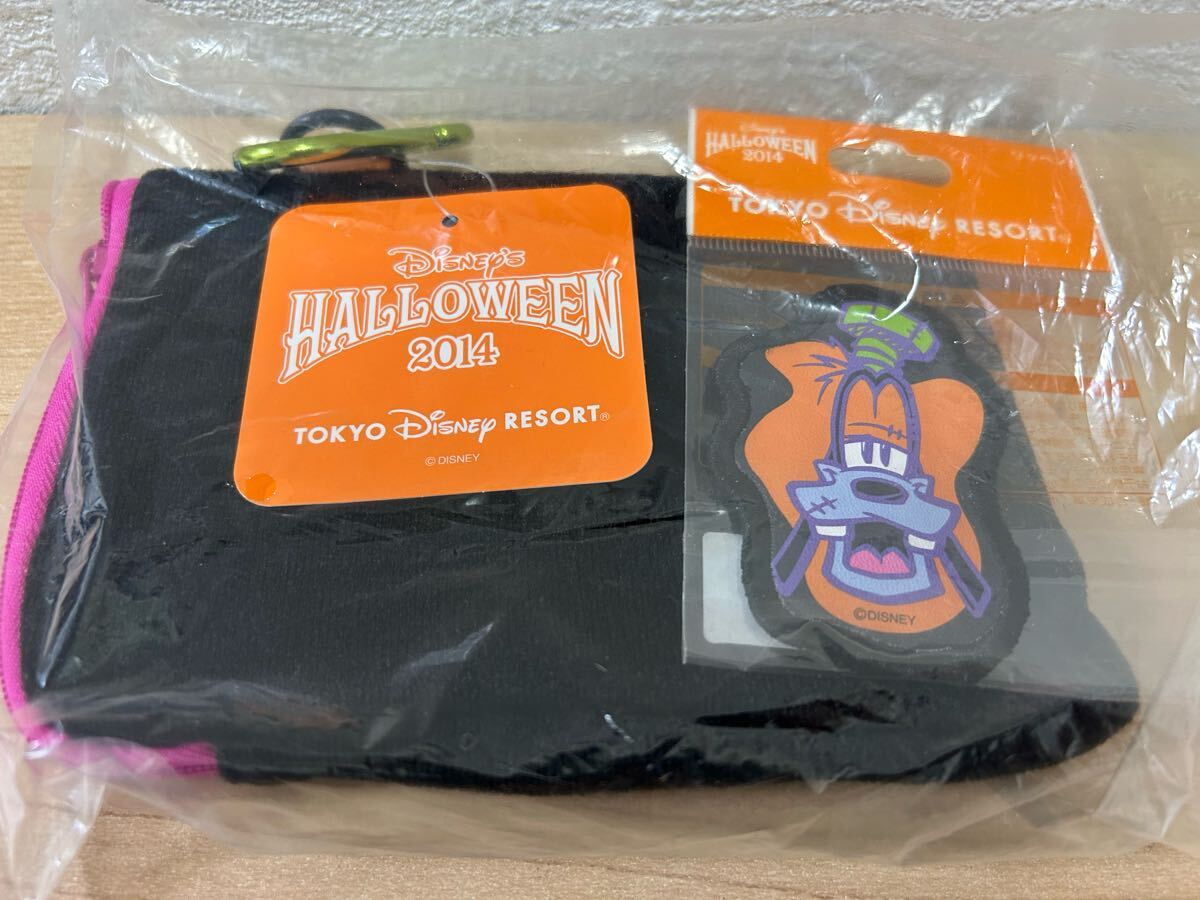 Disney's
HALLOWEEN
2014
TOKYO Disney RESORT®
© DISNEY
Disney's
HALLOWEEN
2014
TOKYO Disney RESORT®
©DISNEY